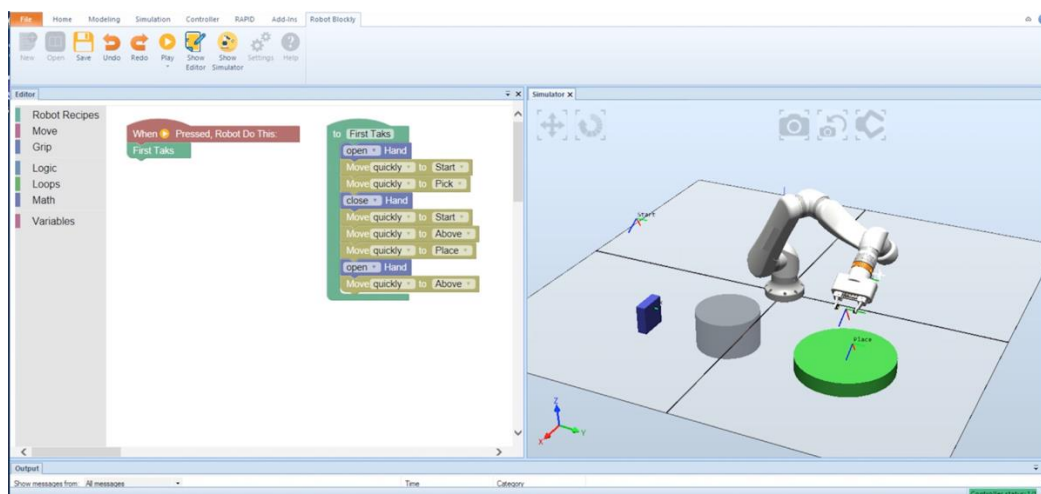 File Home Modeling Simulation Controller RAPID Add-Ins Robot Blockly
New Open Save Undo Redo Play Show Editor Show Simulator Settings Help
Editor
Robot Recipes
Move
Grip
Logic
Loops
Math
Variables
When Pressed, Robot Do This:
First Taks
to First Taks
open Hand
Move quickly to Start
Move quickly to Pick
close Hand
Move quickly to Start
Move quickly to Above
Move quickly to Place
open Hand
Move quickly to Above
Simulator
Start
Place
Z
X
Y
Output
Show messages from: All messages Time Category